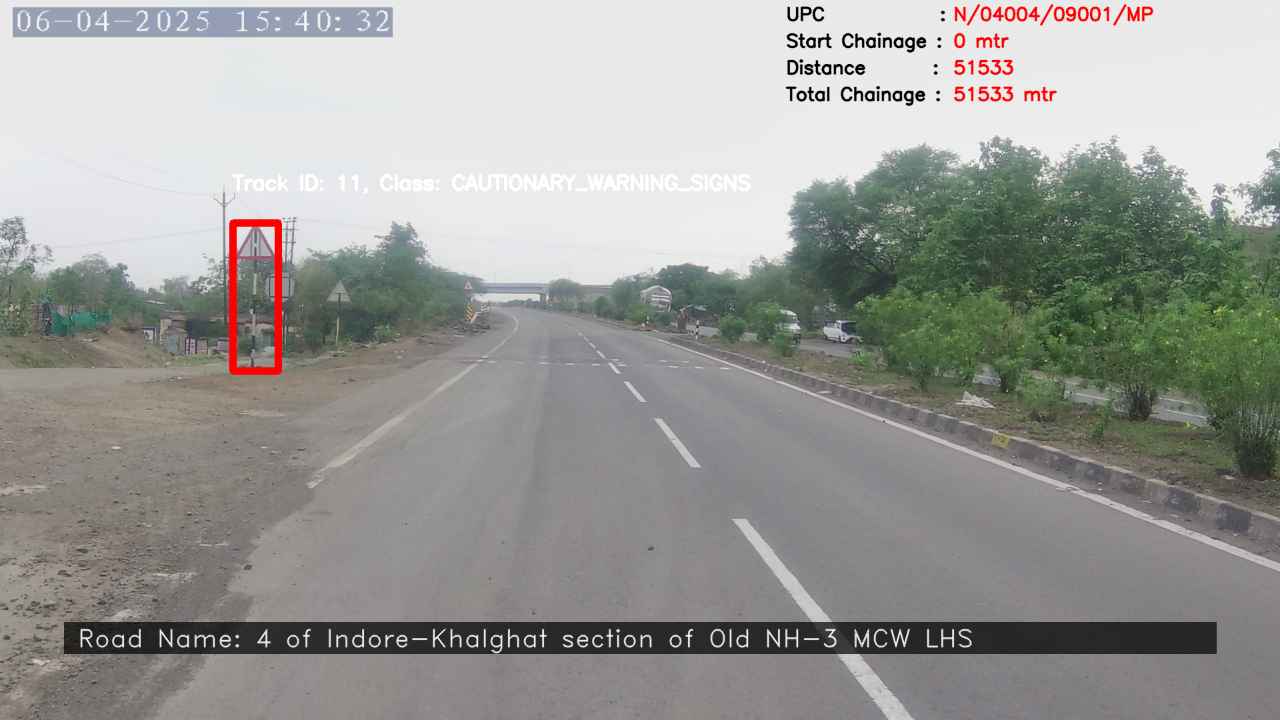 06-04-2025 15:40:32
UPC : N/04004/09001/MP
Start Chainage : 0 mtr
Distance : 51533
Total Chainage : 51533 mtr
Track ID: 11, Class: CAUTIONARY_WARNING_SIGNS
Road Name: 4 of Indore-Khalghat section of Old NH-3 MCW LHS